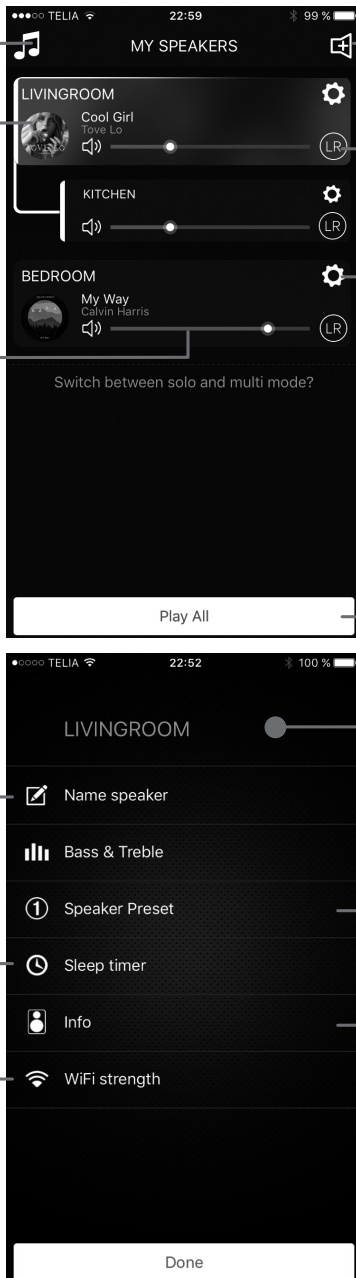 TELIA 22:59 99 %
MY SPEAKERS
LIVINGROOM
Cool Girl
Tove Lo
LR
KITCHEN
LR
BEDROOM
My Way
Calvin Harris
LR
Switch between solo and multi mode?
Play All
TELIA 22:52 100 %
LIVINGROOM
Name speaker
Bass & Treble
1 Speaker Preset
Sleep timer
Info
WiFi strength
Done